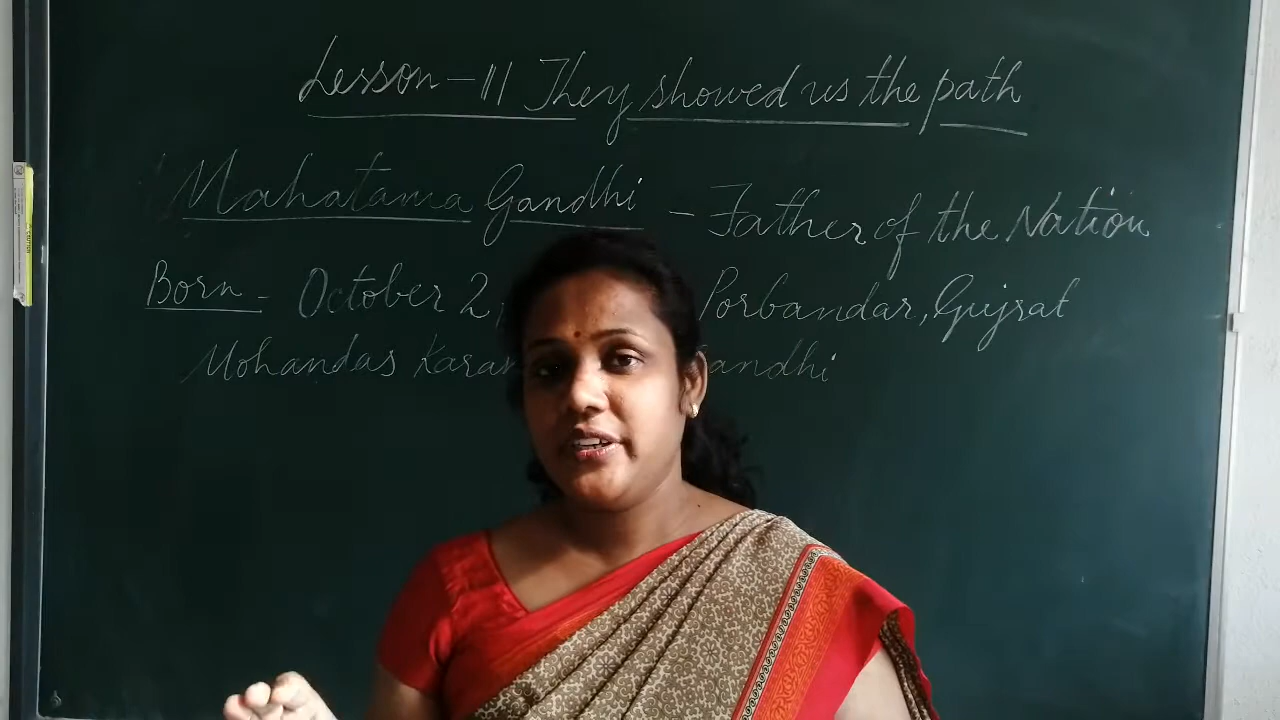 Lesson - 11 They showed us the path
Mahatama Gandhi - Father of the Nation
Born - October 2, Porbandar, Gujrat
Mohandas Karam andhi